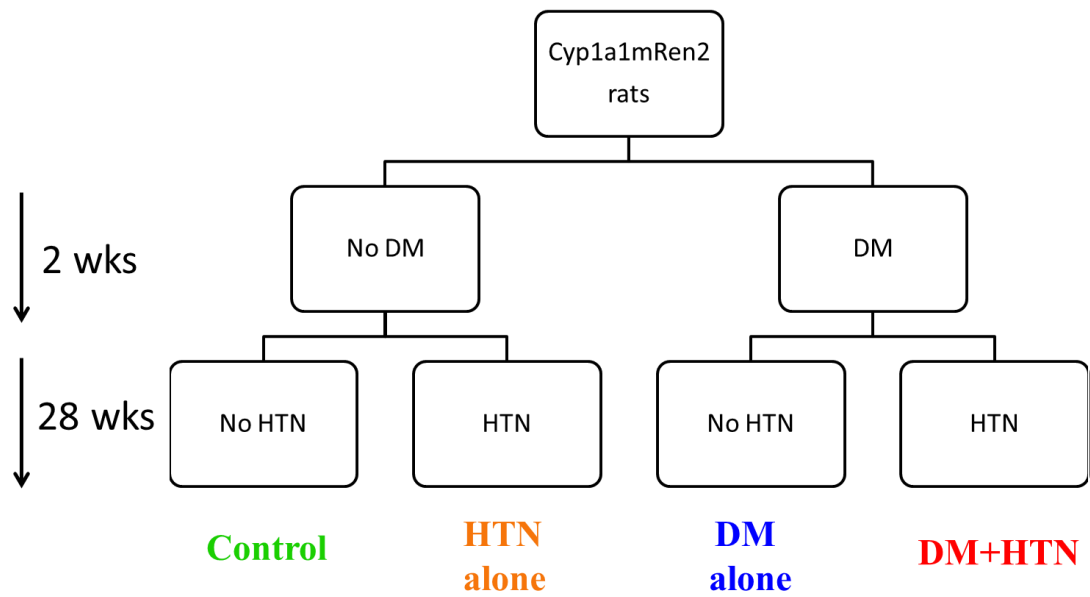 Cyp1a1mRen2
rats
No DM
DM
2 wks
No HTN
HTN
No HTN
HTN
28 wks
Control
HTN
alone
DM
alone
DM+HTN